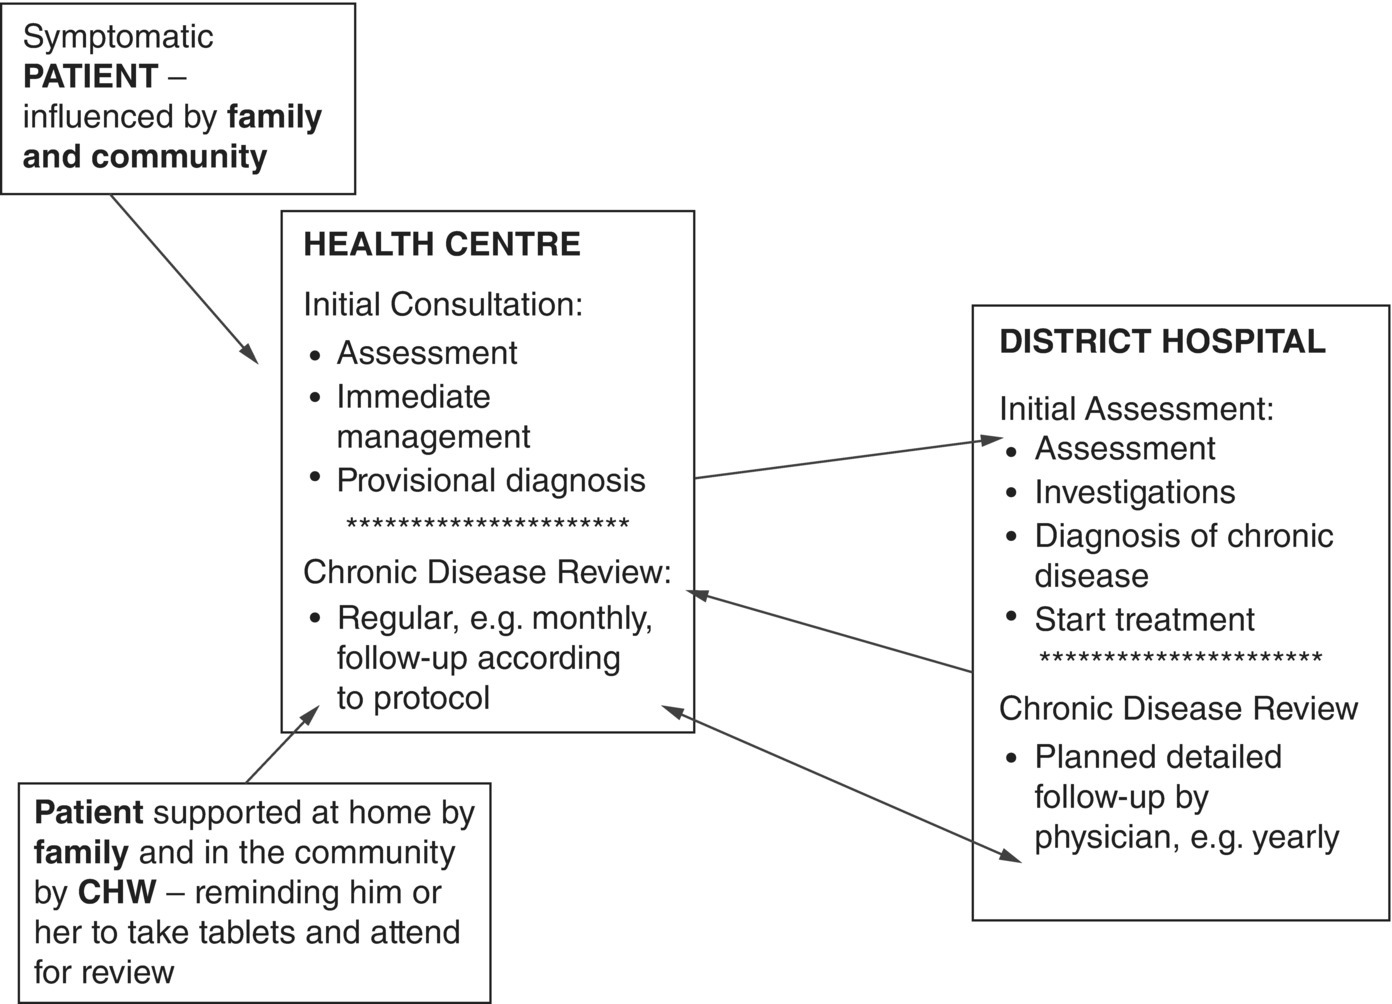 Symptomatic
PATIENT –
influenced by family
and community
HEALTH CENTRE
Initial Consultation:
• Assessment
• Immediate
management
• Provisional diagnosis
**********************
Chronic Disease Review:
• Regular, e.g. monthly,
follow-up according
to protocol
DISTRICT HOSPITAL
Initial Assessment:
• Assessment
• Investigations
• Diagnosis of chronic
disease
• Start treatment
**********************
Chronic Disease Review
• Planned detailed
follow-up by
physician, e.g. yearly
Patient supported at home by
family and in the community
by CHW – reminding him or
her to take tablets and attend
for review